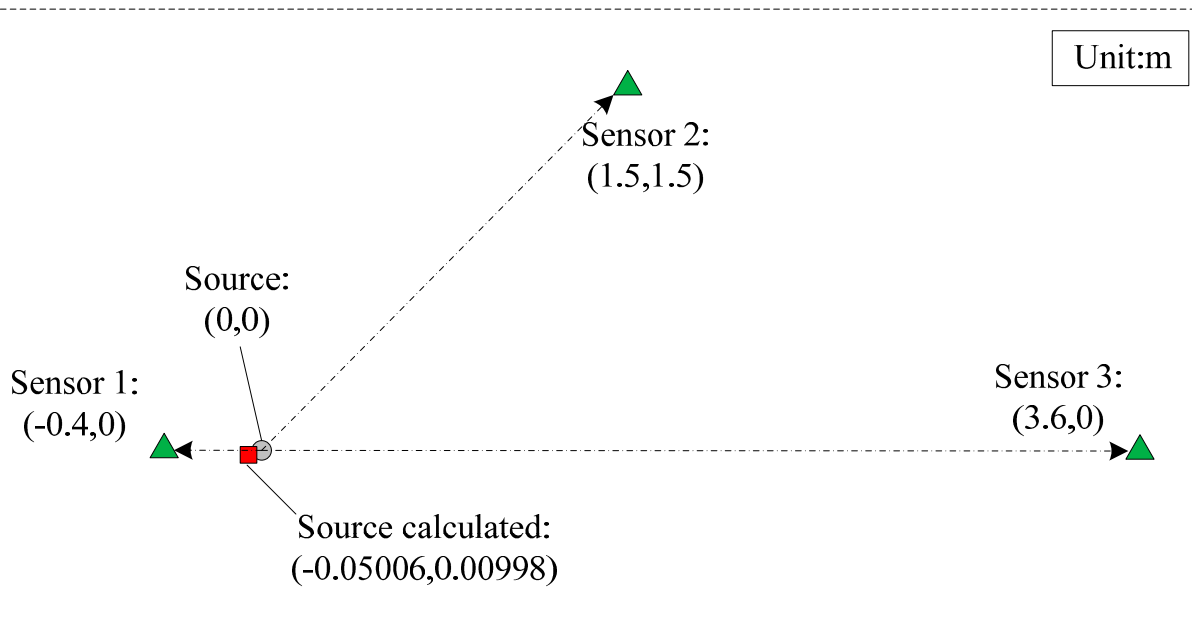 Unit:m
Sensor 2:
(1.5,1.5)
Source:
(0,0)
Sensor 1:
(-0.4,0)
Sensor 3:
(3.6,0)
Source calculated:
(-0.05006,0.00998)